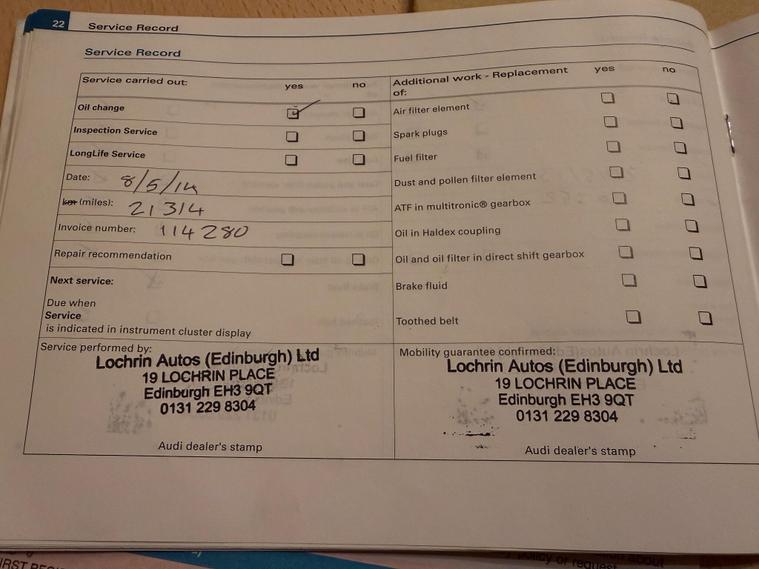 22 Service Record
Service Record
Service carried out: yes no
Oil change
Inspection Service
LongLife Service
Date: 8/5/14
km (miles): 21314
Invoice number: 114280
Repair recommendation
Next service:
Due when
Service
is indicated in instrument cluster display
Service performed by:
Lochrin Autos (Edinburgh) Ltd
19 LOCHRIN PLACE
Edinburgh EH3 9QT
0131 229 8304
Audi dealer's stamp
Additional work - Replacement yes no
of:
Air filter element
Spark plugs
Fuel filter
Dust and pollen filter element
ATF in multitronic® gearbox
Oil in Haldex coupling
Oil and oil filter in direct shift gearbox
Brake fluid
Toothed belt
Mobility guarantee confirmed:
Lochrin Autos (Edinburgh) Ltd
19 LOCHRIN PLACE
Edinburgh EH3 9QT
0131 229 8304
Audi dealer's stamp
policy or request